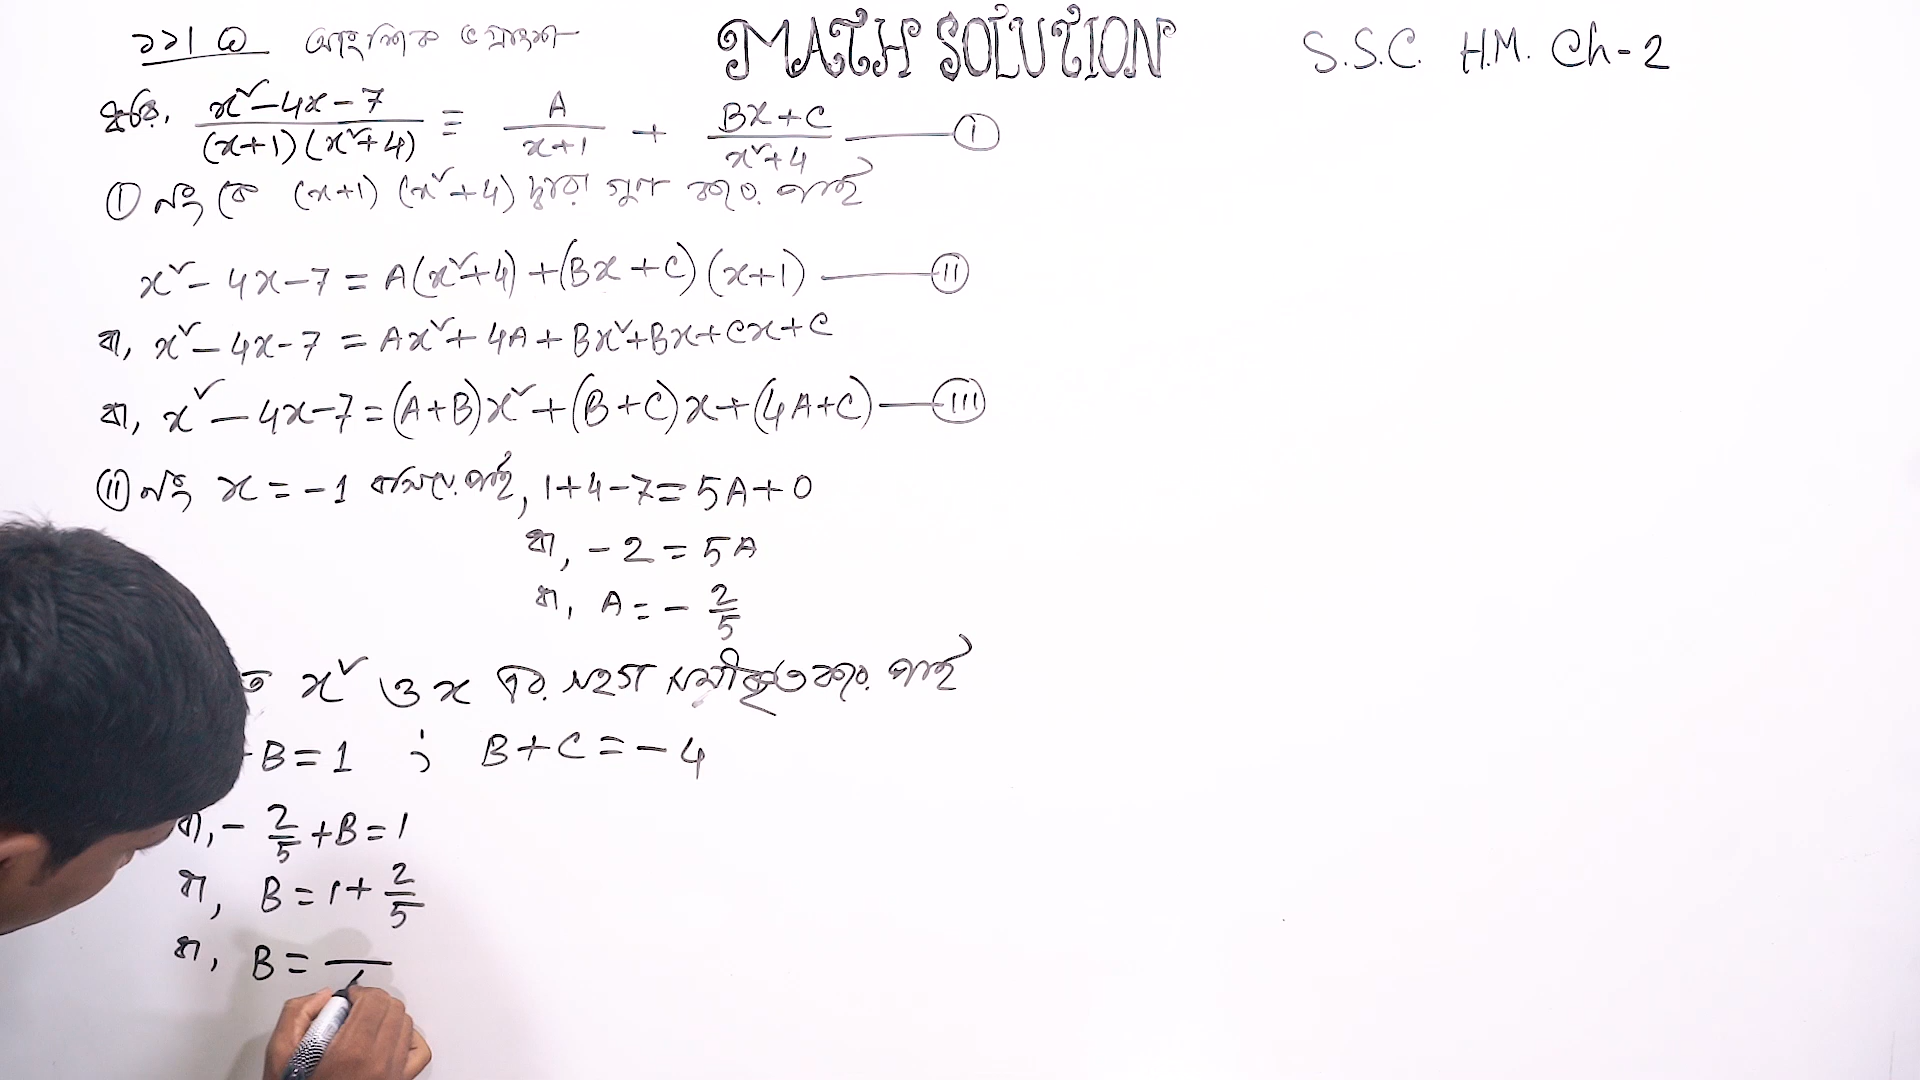 ১১। ঙ আংশিক ভগ্নাংশ
MATH SOLUTION
S.S.C. H.M. Ch-2
ধরি, (x²-4x-7)/((x+1)(x²+4)) ≡ A/(x+1) + (Bx+C)/(x²+4) — (I)
(I) নং কে (x+1) (x²+4) দ্বারা গুণ করে পাই
x²-4x-7 = A(x²+4)+(Bx+C)(x+1) — (II)
বা, x²-4x-7 = Ax²+4A+Bx²+Bx+Cx+C
বা, x²-4x-7=(A+B)x²+(B+C)x+(4A+C) — (III)
(II) নং x=-1 বসিয়ে পাই, 1+4-7=5A+0
বা, -2=5A
বা, A=-2/5
x² ও x এর সহগ সমীকৃত করে পাই
B=1 ; B+C=-4
বা, -2/5+B=1
বা, B=1+2/5
বা, B=